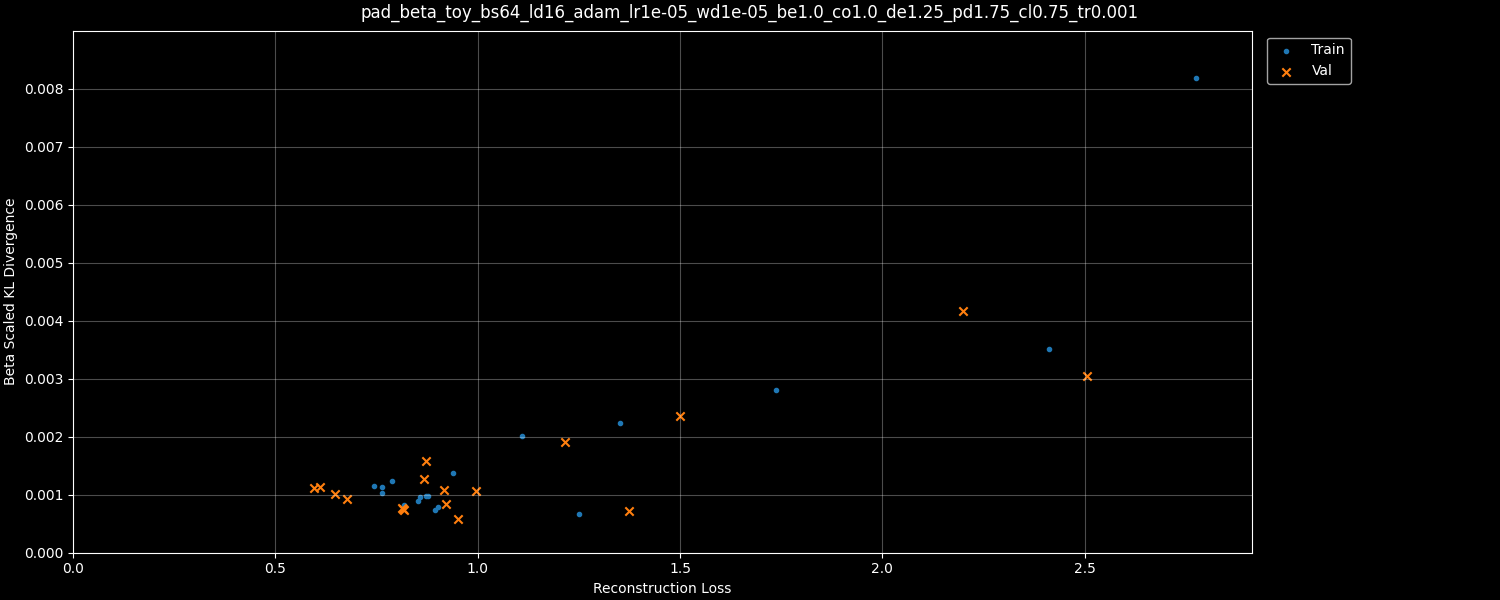 pad_beta_toy_bs64_ld16_adam_lr1e-05_wd1e-05_be1.0_co1.0_de1.25_pd1.75_cl0.75_tr0.001
Train
Val
0.008
0.007
0.006
0.005
0.004
0.003
0.002
0.001
0.000
Beta Scaled KL Divergence
0.0 0.5 1.0 1.5 2.0 2.5
Reconstruction Loss